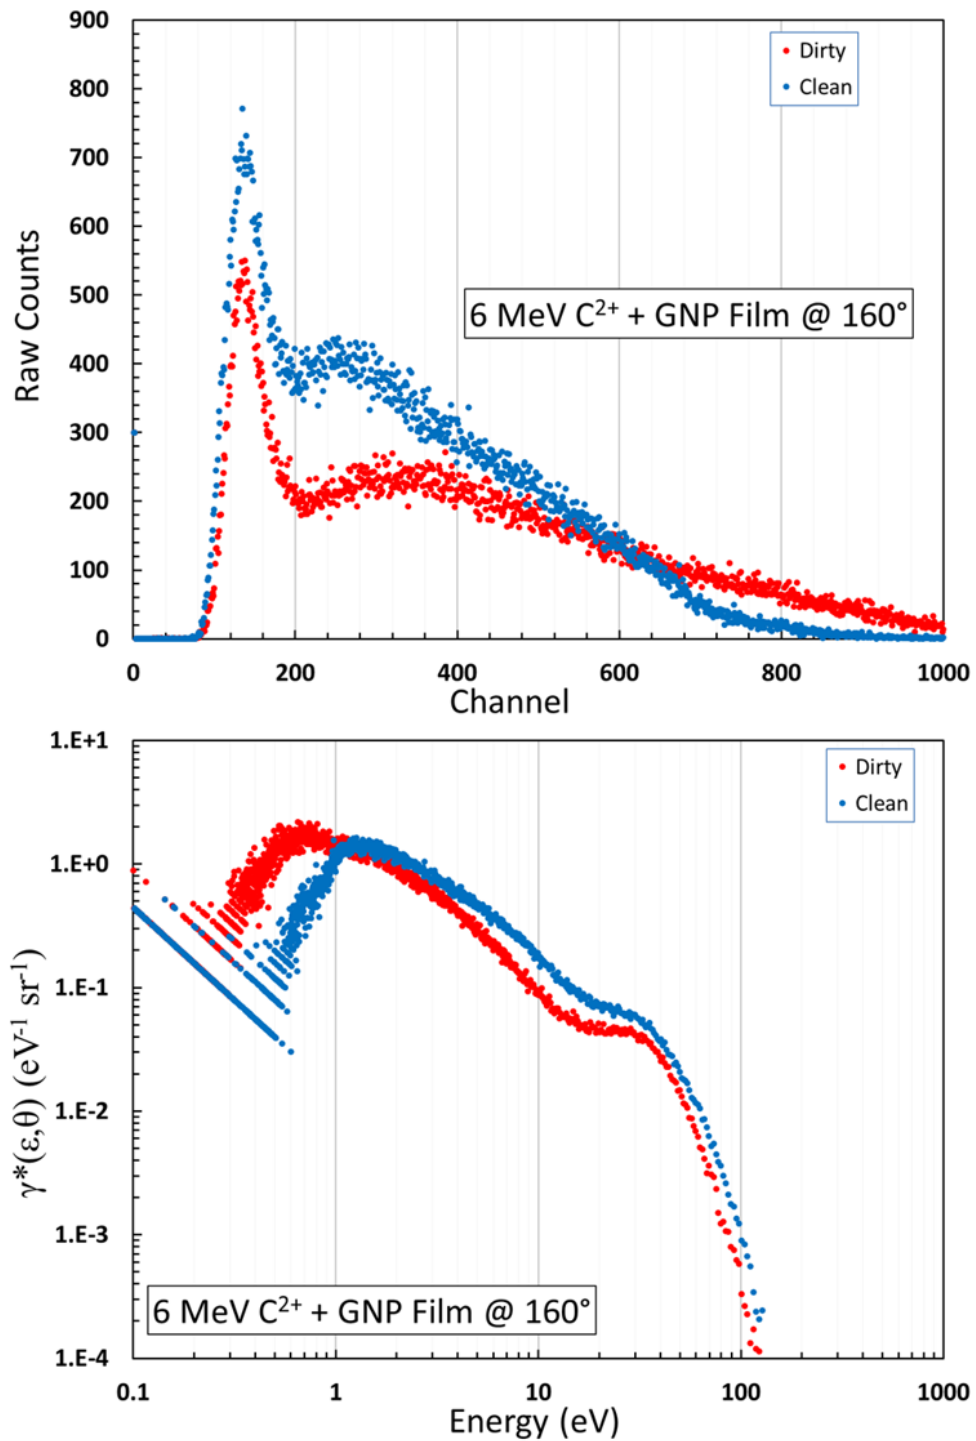 900
800
700
600
500
400
300
200
100
0
Raw Counts
Dirty
Clean
6 MeV C²⁺ + GNP Film @ 160°
0 200 400 600 800 1000
Channel
1.E+1
1.E+0
1.E-1
1.E-2
1.E-3
1.E-4
γ*(ε,θ) (eV⁻¹ sr⁻¹)
Dirty
Clean
6 MeV C²⁺ + GNP Film @ 160°
0.1 1 10 100 1000
Energy (eV)